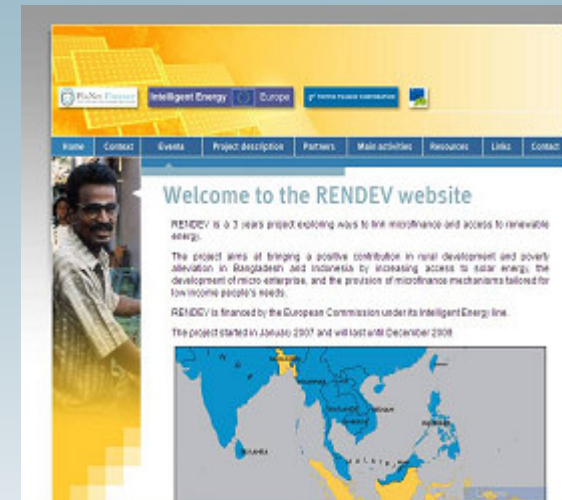 PlaNet Finance
Intelligent Energy Europe
Home Context Events Project description Partners Main activities Resources Links Contact
Welcome to the RENDEV website
RENDEV is a 3 years project exploring ways to link microfinance and access to renewable
energy.
The project aims at bringing a positive contribution in rural development and poverty
alleviation in Bangladesh and Indonesia by increasing access to solar energy, the
development of micro enterprise, and the provision of microfinance mechanisms tailored for
low income people's needs.
RENDEV is financed by the European Commission under its Intelligent Energy line.
The project started in January 2007 and will last until December 2009